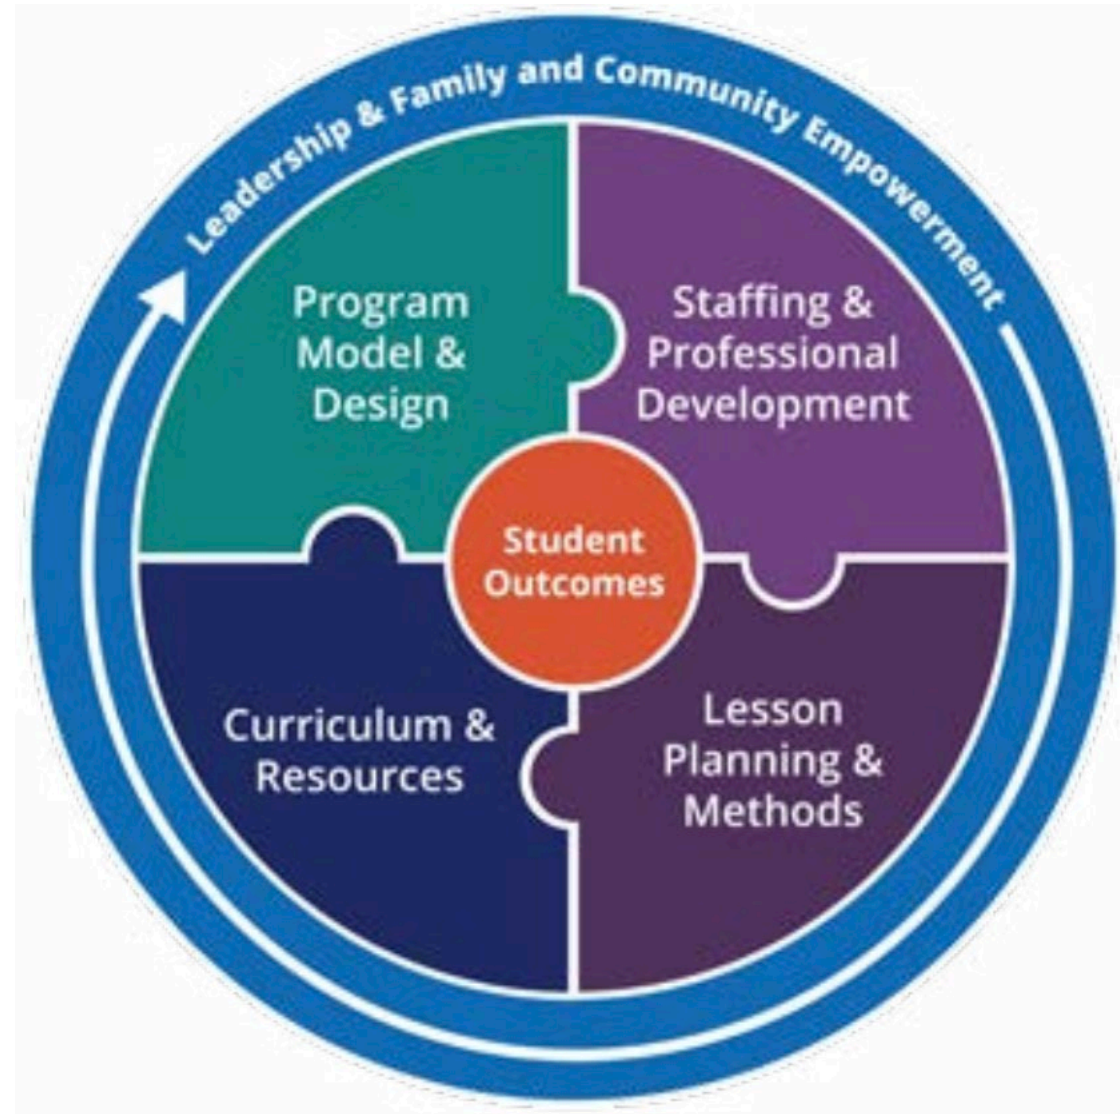 Leadership & Family and Community Empowerment
Program
Model &
Design
Staffing &
Professional
Development
Student
Outcomes
Curriculum &
Resources
Lesson
Planning &
Methods